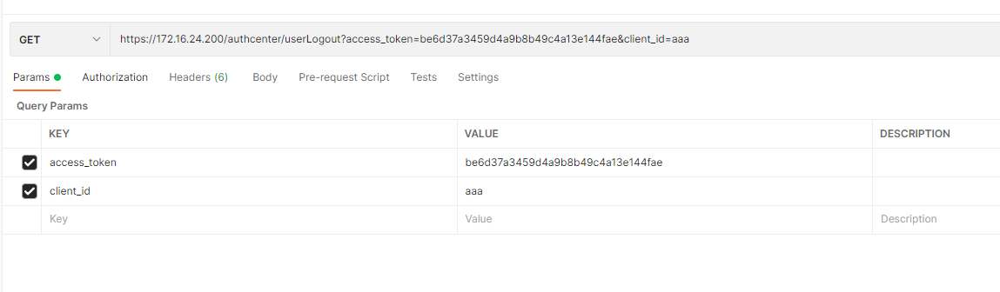 GET https://172.16.24.200/authcenter/userLogout?access_token=be6d37a3459d4a9b8b49c4a13e144fae&client_id=aaa
Params Authorization Headers (6) Body Pre-request Script Tests Settings
Query Params
KEY VALUE DESCRIPTION
access_token be6d37a3459d4a9b8b49c4a13e144fae
client_id aaa
Key Value Description